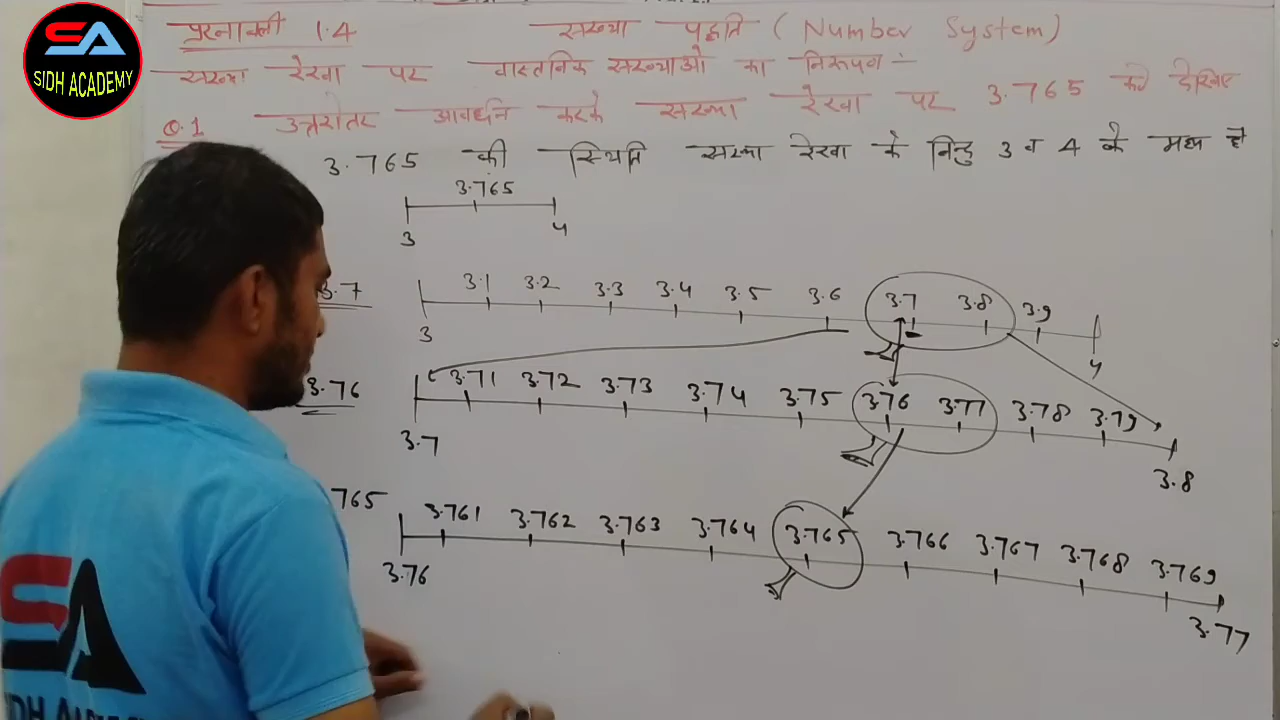 SA
SIDH ACADEMY
प्रश्नावली 1.4 संख्या पद्धति ( Number System )
संख्या रेखा पर वास्तविक संख्याओ का निरूपण :-
Q.1 उत्तरोतर आवर्धन करके संख्या रेखा पर 3.765 को देखिए
3.765 की स्थिति संख्या रेखा के बिन्दु 3 व 4 के मध्य है
3.765
3 4
3.7 3.1 3.2 3.3 3.4 3.5 3.6 3.7 3.8 3.9
3 4
3.76 3.71 3.72 3.73 3.74 3.75 3.76 3.77 3.78 3.79
3.7 3.8
765 3.761 3.762 3.763 3.764 3.765 3.766 3.767 3.768 3.769
3.76 3.77
SA